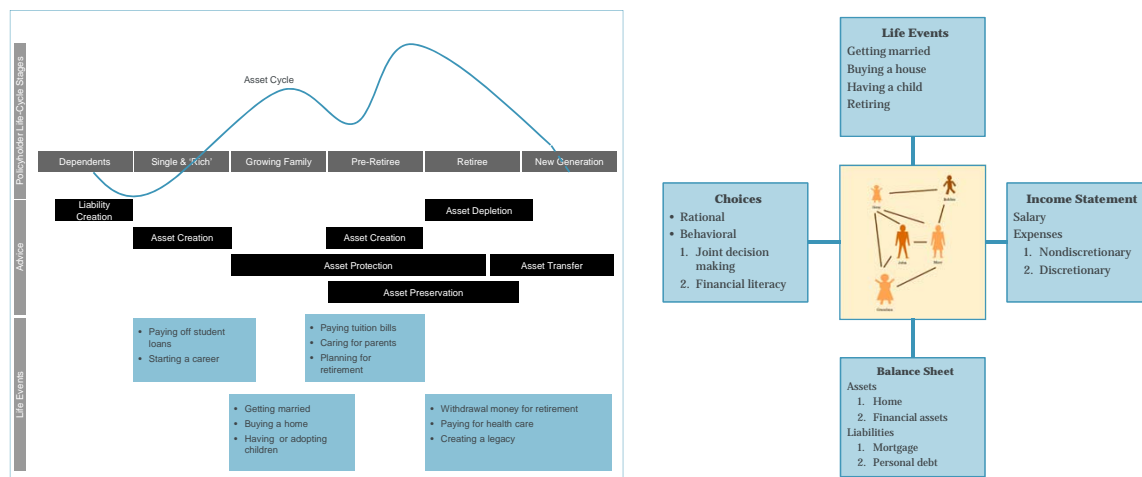 Policyholder Life-Cycle Stages
Asset Cycle
Dependents
Single & 'Rich'
Growing Family
Pre-Retiree
Retiree
New Generation
Advice
Liability
Creation
Asset Depletion
Asset Creation
Asset Creation
Asset Protection
Asset Transfer
Asset Preservation
Life Events
• Paying off student
loans
• Starting a career
• Paying tuition bills
• Caring for parents
• Planning for
retirement
• Getting married
• Buying a home
• Having or adopting
children
• Withdrawal money for retirement
• Paying for health care
• Creating a legacy
Life Events
Getting married
Buying a house
Having a child
Retiring
Choices
• Rational
• Behavioral
1. Joint decision
making
2. Financial literacy
Income Statement
Salary
Expenses
1. Nondiscretionary
2. Discretionary
Balance Sheet
Assets
1. Home
2. Financial assets
Liabilities
1. Mortgage
2. Personal debt